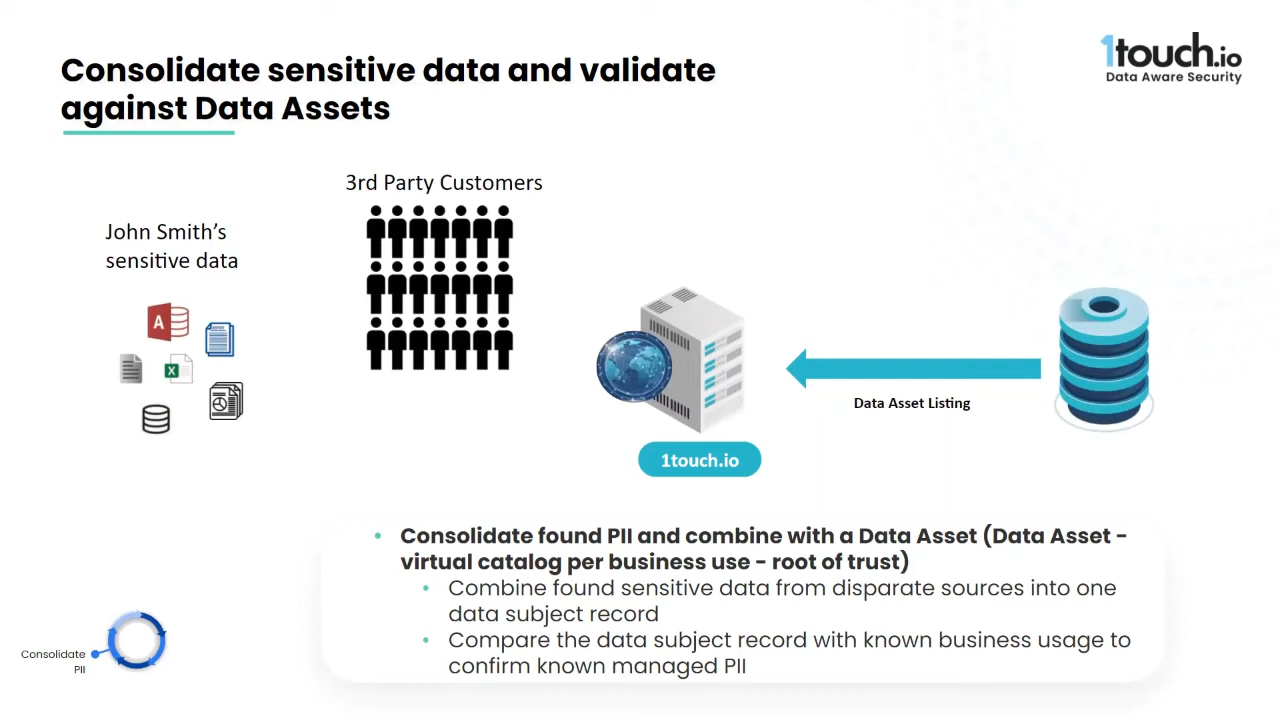 Consolidate sensitive data and validate
against Data Assets
1touch.io
Data Aware Security
3rd Party Customers
John Smith’s
sensitive data
A
X
Data Asset Listing
1touch.io
• Consolidate found PII and combine with a Data Asset (Data Asset -
virtual catalog per business use - root of trust)
• Combine found sensitive data from disparate sources into one
data subject record
• Compare the data subject record with known business usage to
confirm known managed PII
Consolidate
PII